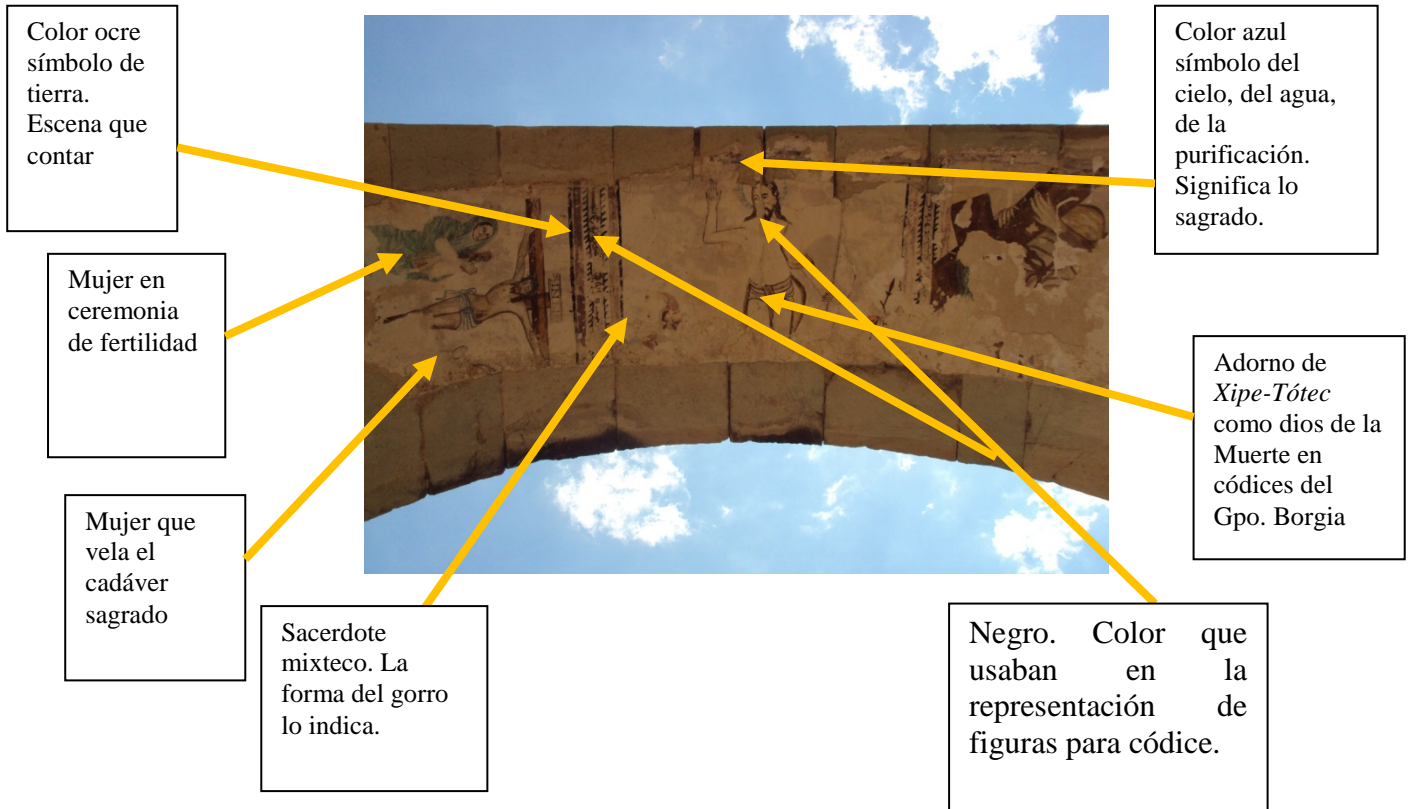 Color ocre
símbolo de
tierra.
Escena que
contar
Mujer en
ceremonia
de fertilidad
Mujer que
vela el
cadáver
sagrado
Sacerdote
mixteco. La
forma del gorro
lo indica.
Color azul
símbolo del
cielo, del agua,
de la
purificación.
Significa lo
sagrado.
Adorno de
Xipe-Tótec
como dios de la
Muerte en
códices del
Gpo. Borgia
Negro. Color que
usaban en la
representación de
figuras para códice.